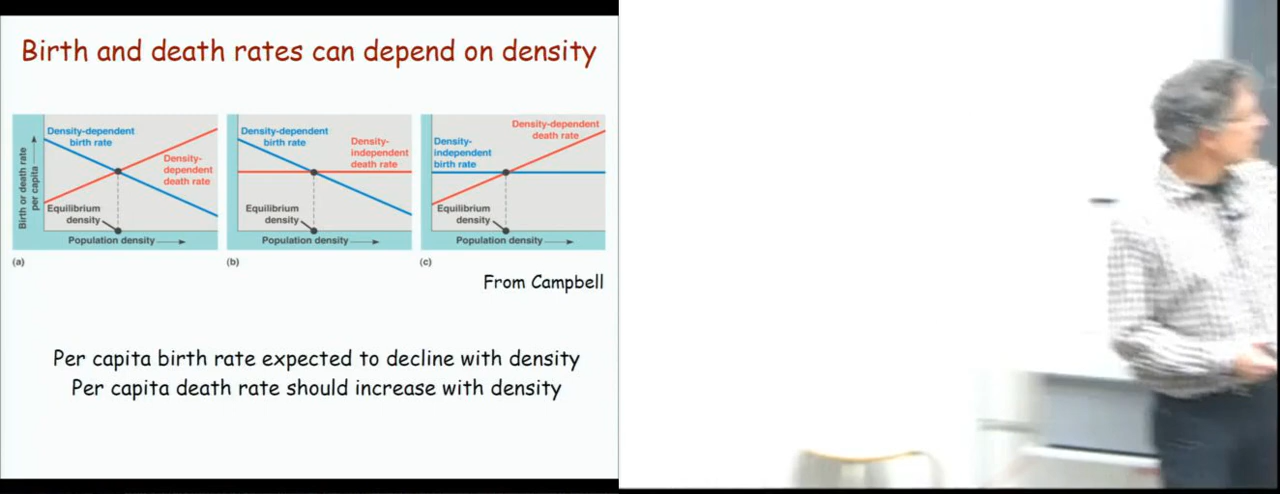 Birth and death rates can depend on density
Density-dependent
birth rate
Density-
dependent
death rate
Birth or death rate
per capita
Equilibrium
density
Population density
(a)
Density-dependent
birth rate
Density-
independent
death rate
Equilibrium
density
Population density
(b)
Density-dependent
death rate
Density-
independent
birth rate
Equilibrium
density
Population density
(c)
From Campbell
Per capita birth rate expected to decline with density
Per capita death rate should increase with density